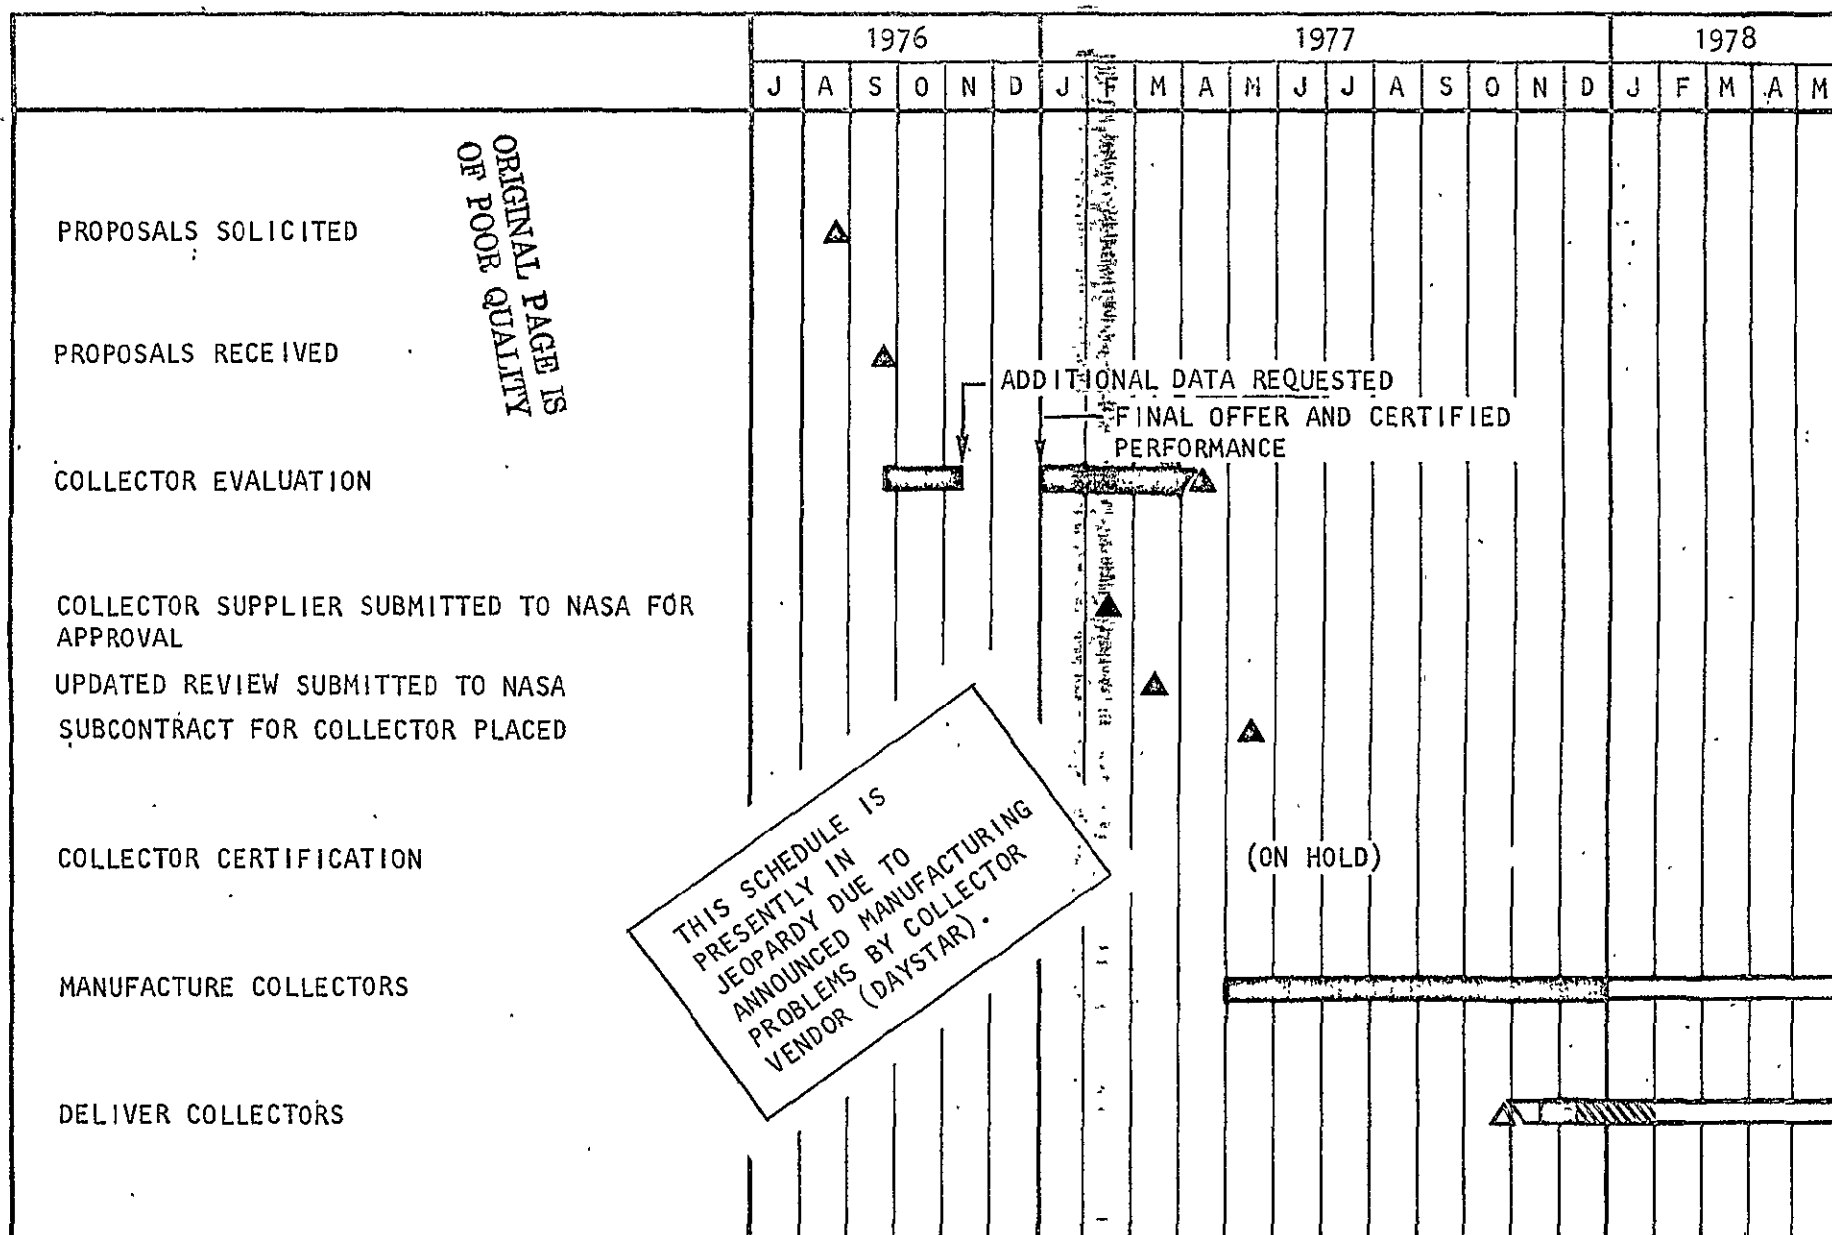 1976 1977 1978
J A S O N D J F M A M J J A S O N D J F M A M
ORIGINAL PAGE IS
OF POOR QUALITY
PROPOSALS SOLICITED
PROPOSALS RECEIVED
ADDITIONAL DATA REQUESTED
FINAL OFFER AND CERTIFIED
PERFORMANCE
COLLECTOR EVALUATION
COLLECTOR SUPPLIER SUBMITTED TO NASA FOR
APPROVAL
UPDATED REVIEW SUBMITTED TO NASA
SUBCONTRACT FOR COLLECTOR PLACED
COLLECTOR CERTIFICATION
(ON HOLD)
THIS SCHEDULE IS
PRESENTLY IN
JEOPARDY DUE TO
ANNOUNCED MANUFACTURING
PROBLEMS BY COLLECTOR
VENDOR (DAYSTAR).
MANUFACTURE COLLECTORS
DELIVER COLLECTORS